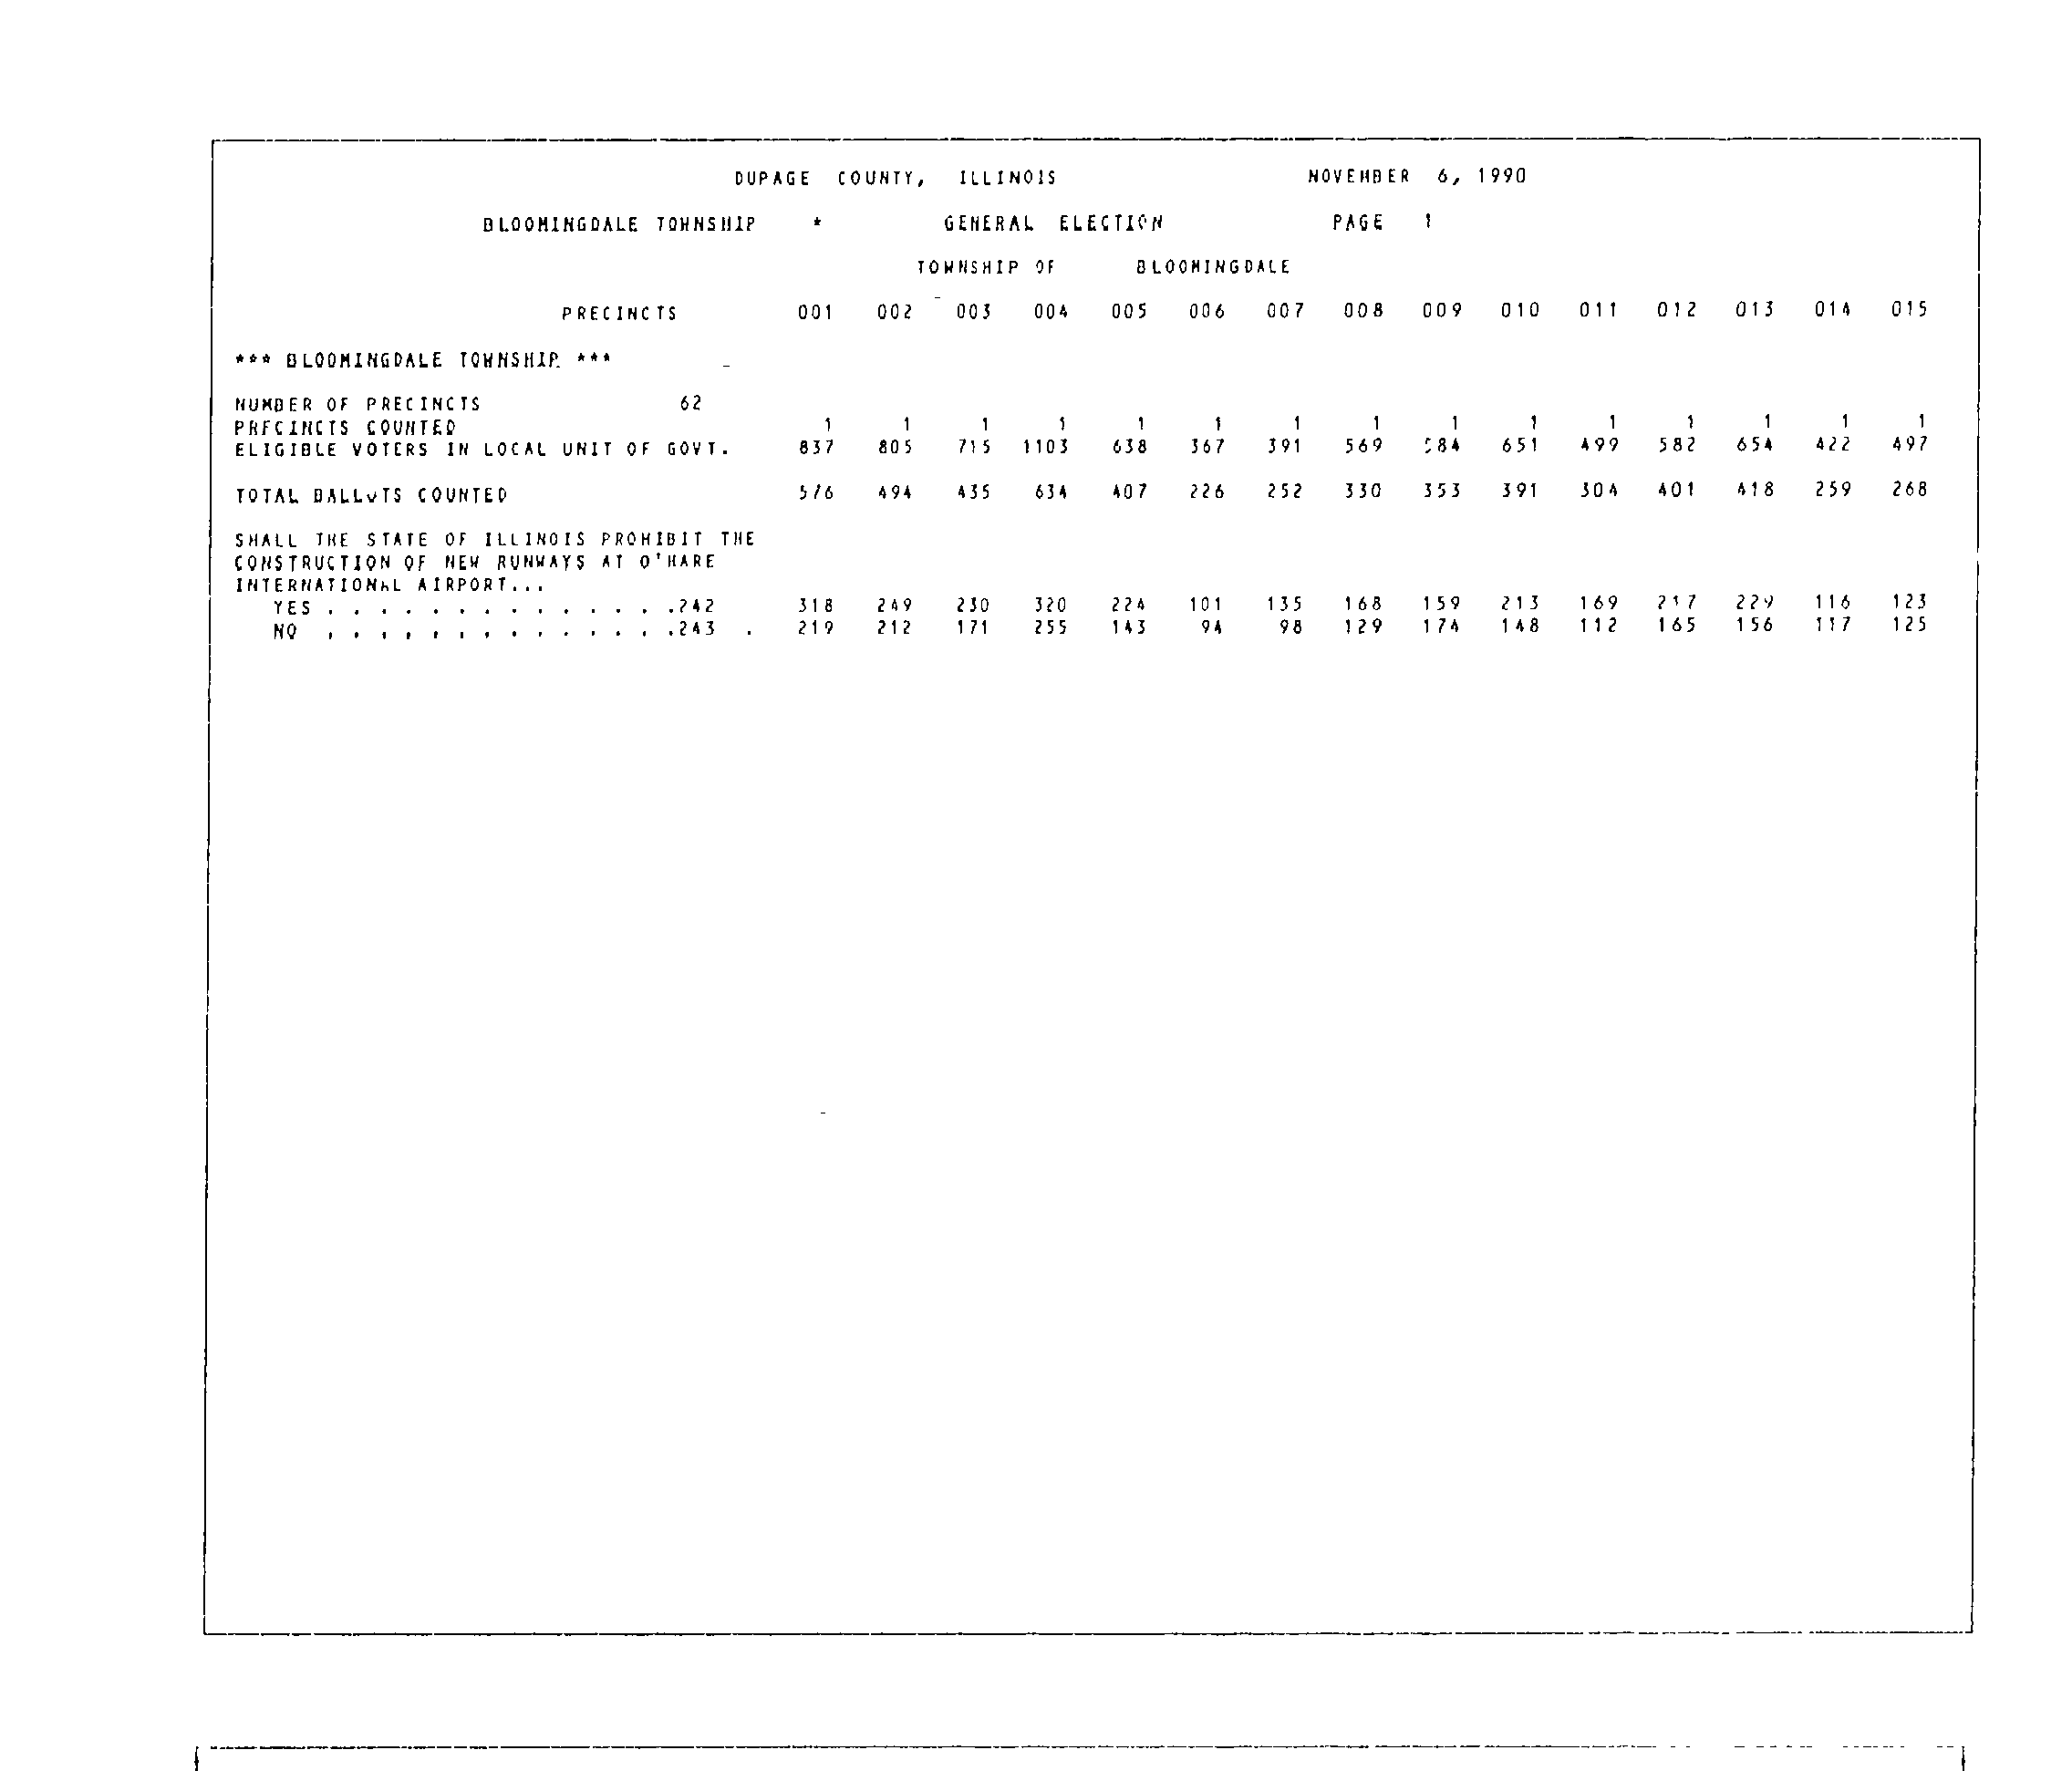 DUPAGE COUNTY, ILLINOIS NOVEMBER 6, 1990
BLOOMINGDALE TOWNSHIP * GENERAL ELECTION PAGE 1
TOWNSHIP OF BLOOMINGDALE
PRECINCTS 001 002 003 004 005 006 007 008 009 010 011 012 013 014 015
*** BLOOMINGDALE TOWNSHIP ***
NUMBER OF PRECINCTS 62
PRECINCTS COUNTED 1 1 1 1 1 1 1 1 1 1 1 1 1 1 1
ELIGIBLE VOTERS IN LOCAL UNIT OF GOVT. 837 805 715 1103 638 367 391 569 584 651 499 582 654 422 497
TOTAL BALLOTS COUNTED 576 494 435 634 407 226 252 330 353 391 304 401 418 259 268
SHALL THE STATE OF ILLINOIS PROHIBIT THE
CONSTRUCTION OF NEW RUNWAYS AT O'HARE
INTERNATIONAL AIRPORT...
YES . . . . . . . . . . . . . .242 318 249 230 320 224 101 135 168 159 213 169 217 229 116 123
NO . . . . . . . . . . . . . .243 . 219 212 171 255 143 94 98 129 174 148 112 165 156 117 125